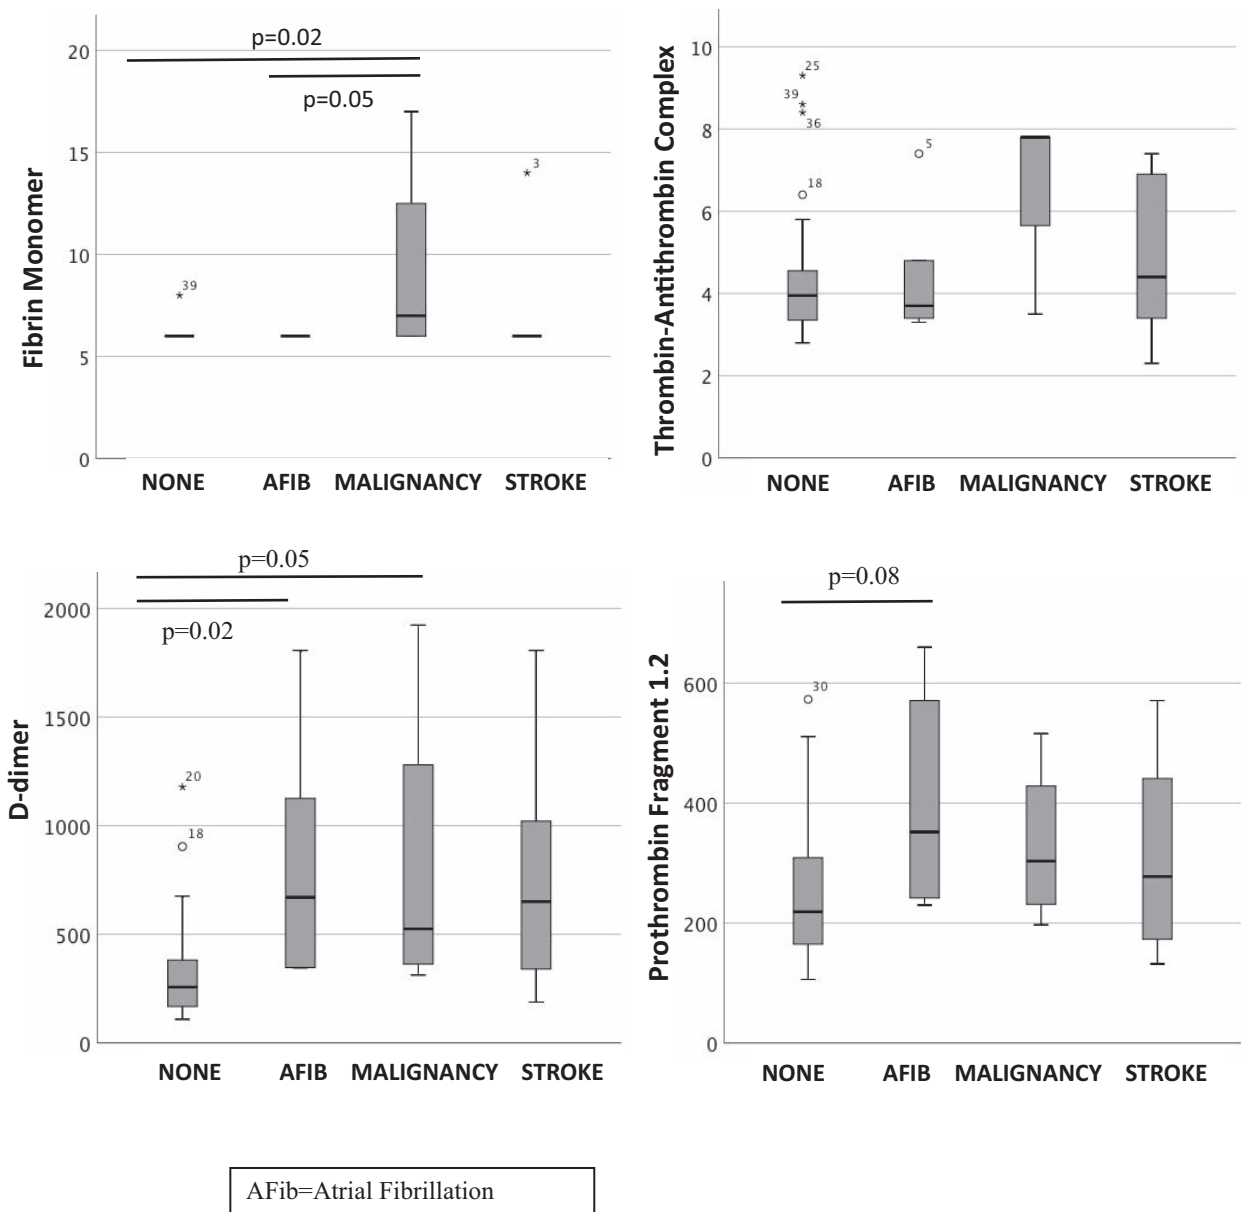 p=0.02
p=0.05
Fibrin Monomer
20
15
10
5
0
39
3
NONE AFIB MALIGNANCY STROKE
Thrombin-Antithrombin Complex
10
8
6
4
2
0
25
39
36
18
5
NONE AFIB MALIGNANCY STROKE
p=0.05
p=0.02
D-dimer
2000
1500
1000
500
0
20
18
NONE AFIB MALIGNANCY STROKE
p=0.08
Prothrombin Fragment 1.2
600
400
200
0
30
NONE AFIB MALIGNANCY STROKE
AFib=Atrial Fibrillation